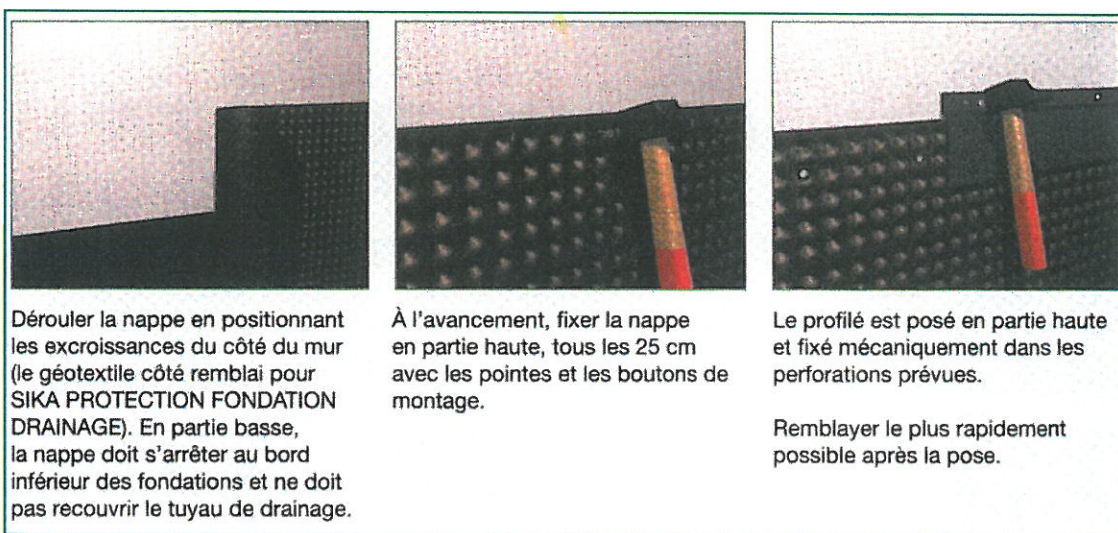 Dérouler la nappe en positionnant
les excroissances du côté du mur
(le géotextile côté remblai pour
SIKA PROTECTION FONDATION
DRAINAGE). En partie basse,
la nappe doit s'arrêter au bord
inférieur des fondations et ne doit
pas recouvrir le tuyau de drainage.
À l'avancement, fixer la nappe
en partie haute, tous les 25 cm
avec les pointes et les boutons de
montage.
Le profilé est posé en partie haute
et fixé mécaniquement dans les
perforations prévues.
Remblayer le plus rapidement
possible après la pose.